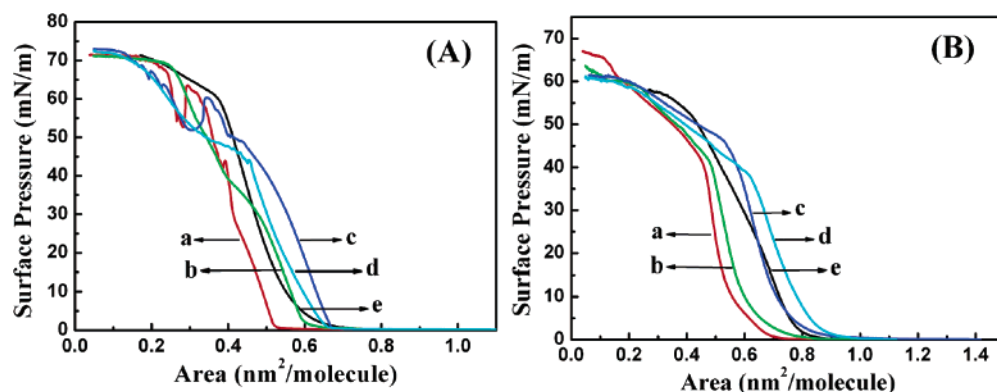 (A)
Surface Pressure (mN/m)
80
70
60
50
40
30
20
10
0
a
b
c
d
e
0.0 0.2 0.4 0.6 0.8 1.0
Area (nm²/molecule)
(B)
Surface Pressure (mN/m)
70
60
50
40
30
20
10
0
a
b
c
d
e
0.0 0.2 0.4 0.6 0.8 1.0 1.2 1.4
Area (nm²/molecule)